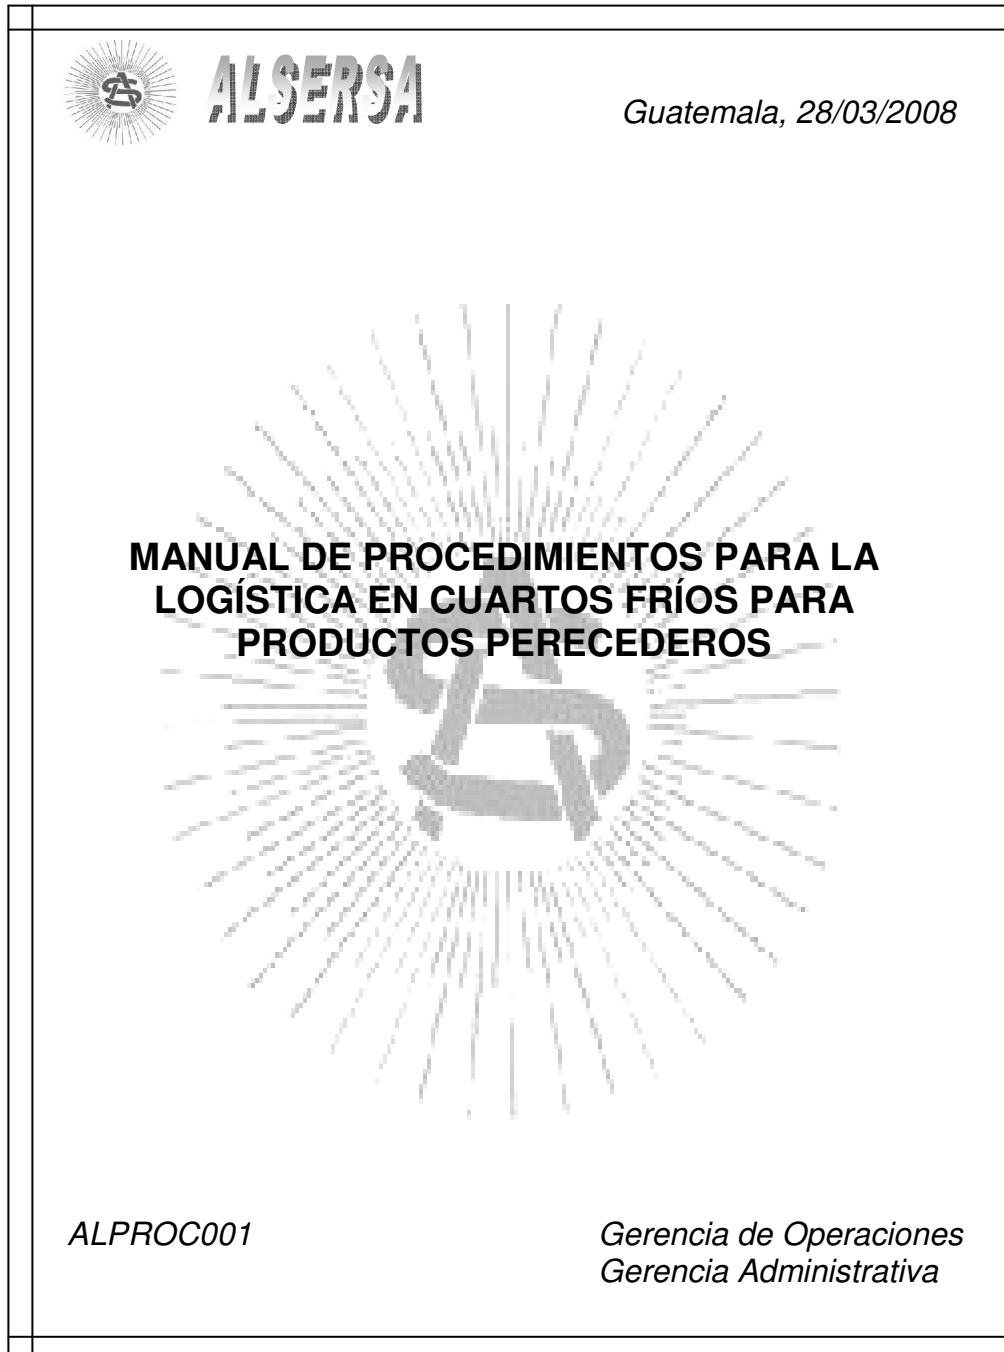 ALSERSA
Guatemala, 28/03/2008
MANUAL DE PROCEDIMIENTOS PARA LA
LOGÍSTICA EN CUARTOS FRÍOS PARA
PRODUCTOS PERECEDEROS
ALPROC001
Gerencia de Operaciones
Gerencia Administrativa